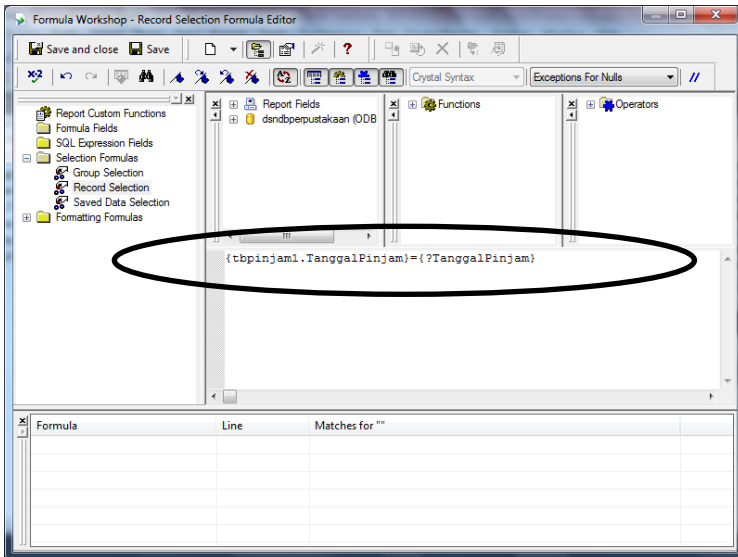 Formula Workshop - Record Selection Formula Editor
Save and close Save
Crystal Syntax Exceptions For Nulls
Report Custom Functions
Formula Fields
SQL Expression Fields
Selection Formulas
Group Selection
Record Selection
Saved Data Selection
Formatting Formulas
Report Fields
dsndbperpustakaan (ODB
Functions
Operators
{tbpinjam1.TanggalPinjam}={?TanggalPinjam}
Formula Line Matches for ""